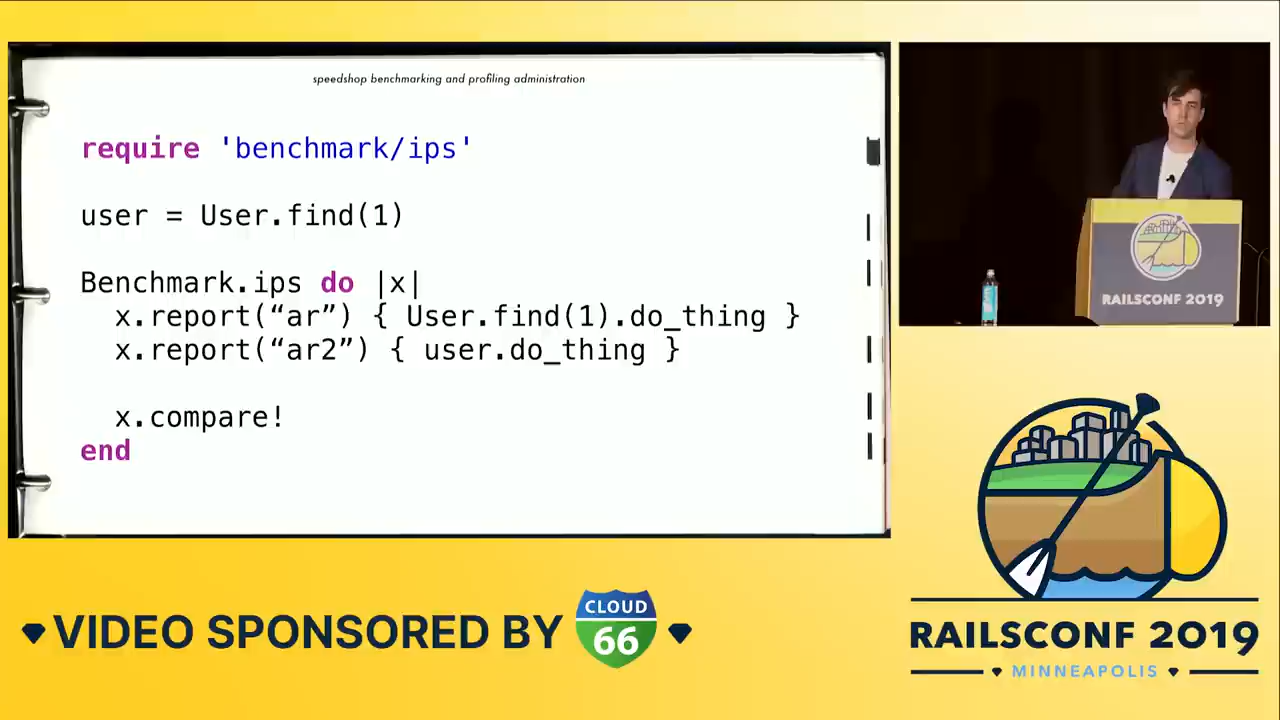 speedshop benchmarking and profiling administration
require 'benchmark/ips'
user = User.find(1)
Benchmark.ips do |x|
x.report(“ar”) { User.find(1).do_thing }
x.report(“ar2”) { user.do_thing }
x.compare!
end
RAILSCONF 2019
VIDEO SPONSORED BY CLOUD 66
RAILSCONF 2019
MINNEAPOLIS